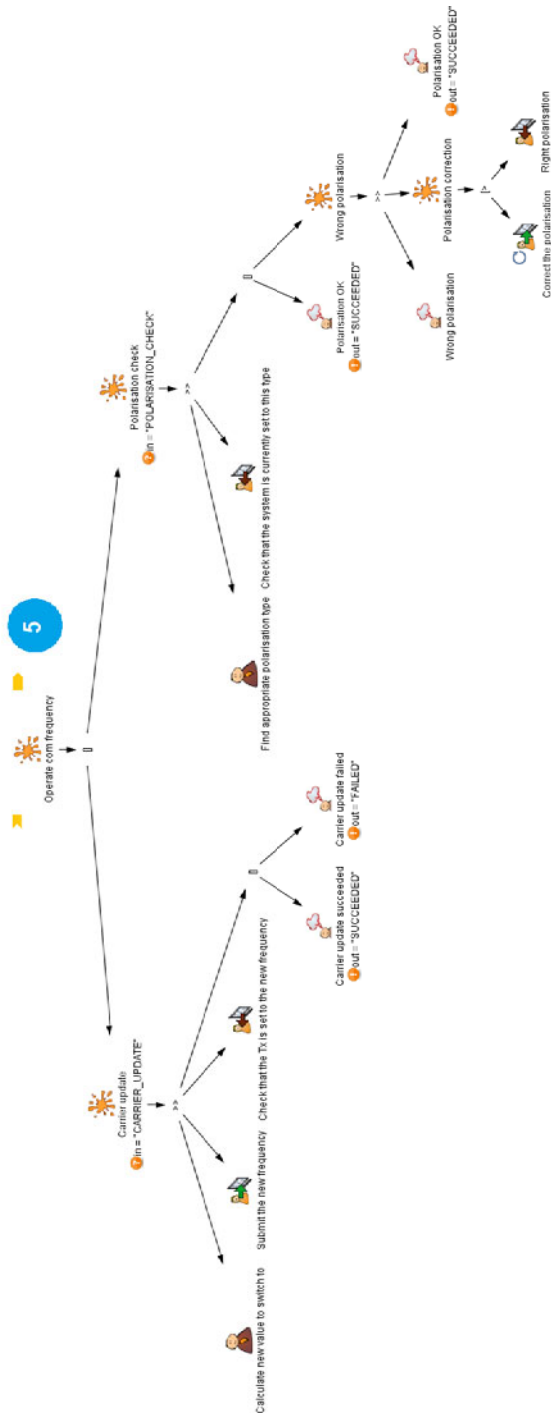 5
Operate com frequency
[]
Carrier update
?in = "CARRIER_UPDATE"
Polarisation check
?in = "POLARISATION_CHECK"
>>
>>
Calculate new value to switch to
Submit the new frequency
Check that the Tx is set to the new frequency
[]
Find appropriate polarisation type
Check that the system is currently set to this type
[]
Carrier update succeeded
!out = "SUCCEEDED"
Carrier update failed
!out = "FAILED"
Polarisation OK
!out = "SUCCEEDED"
Wrong polarisation
>>
Wrong polarisation
Polarisation correction
Polarisation OK
!out = "SUCCEEDED"
[>
Correct the polarisation
Right polarisation